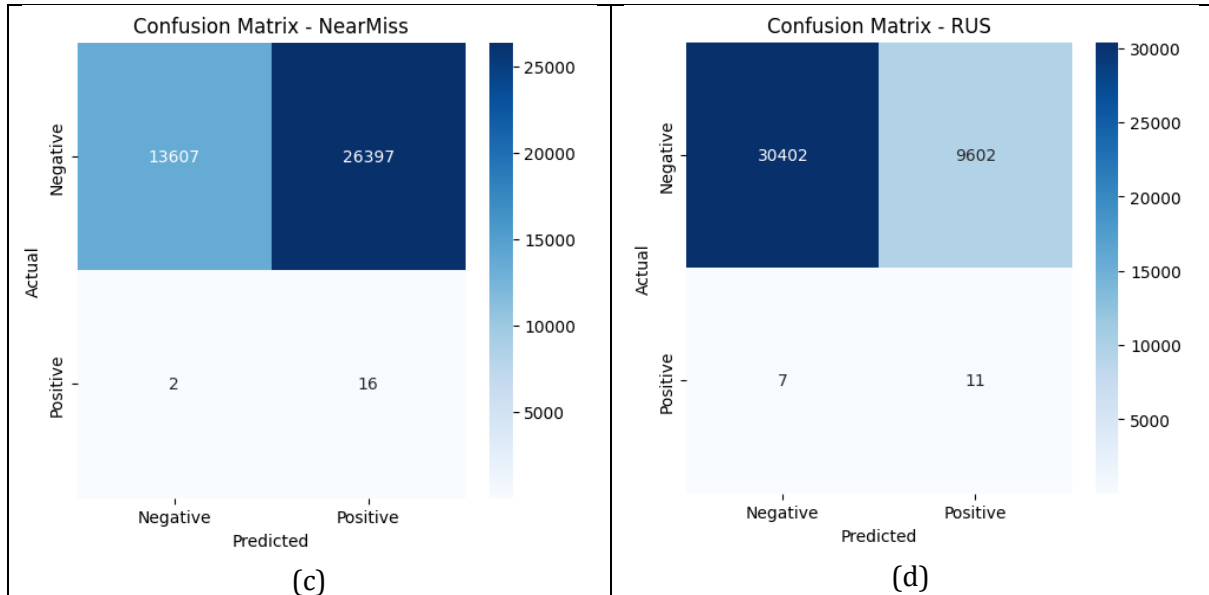 Confusion Matrix - NearMiss
Actual
Negative
Positive
13607
26397
2
16
Negative
Positive
Predicted
25000
20000
15000
10000
5000
(c)
Confusion Matrix - RUS
Actual
Negative
Positive
30402
9602
7
11
Negative
Positive
Predicted
30000
25000
20000
15000
10000
5000
(d)